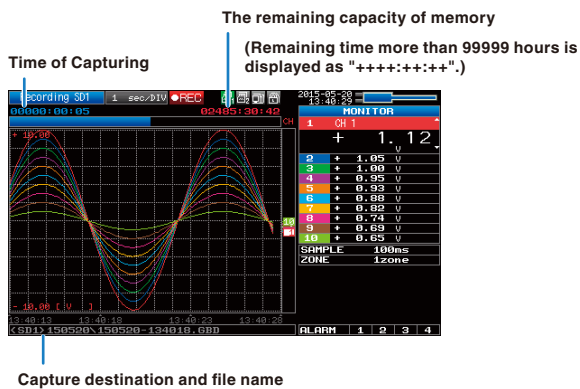 The remaining capacity of memory
(Remaining time more than 99999 hours is
displayed as "++++:++:++".)
Time of Capturing
Recording SD1
1 sec/DIV
REC
2015-05-20
13:40:29
00000:00:05
02485:30:42
CH
MONITOR
1 CH 1
+ 1. 12
V
2 + 1.05 V
3 + 1.00 V
4 + 0.95 V
5 + 0.93 V
6 + 0.88 V
7 + 0.82 V
8 + 0.74 V
9 + 0.69 V
10 + 0.65 V
SAMPLE 100ms
ZONE 1zone
+ 10.00
10
1
- 10.00 [ V ]
13:40:13 13:40:18 13:40:23 13:40:28
<SD1>150520\150520-134018.GBD
ALARM 1 2 3 4
Capture destination and file name